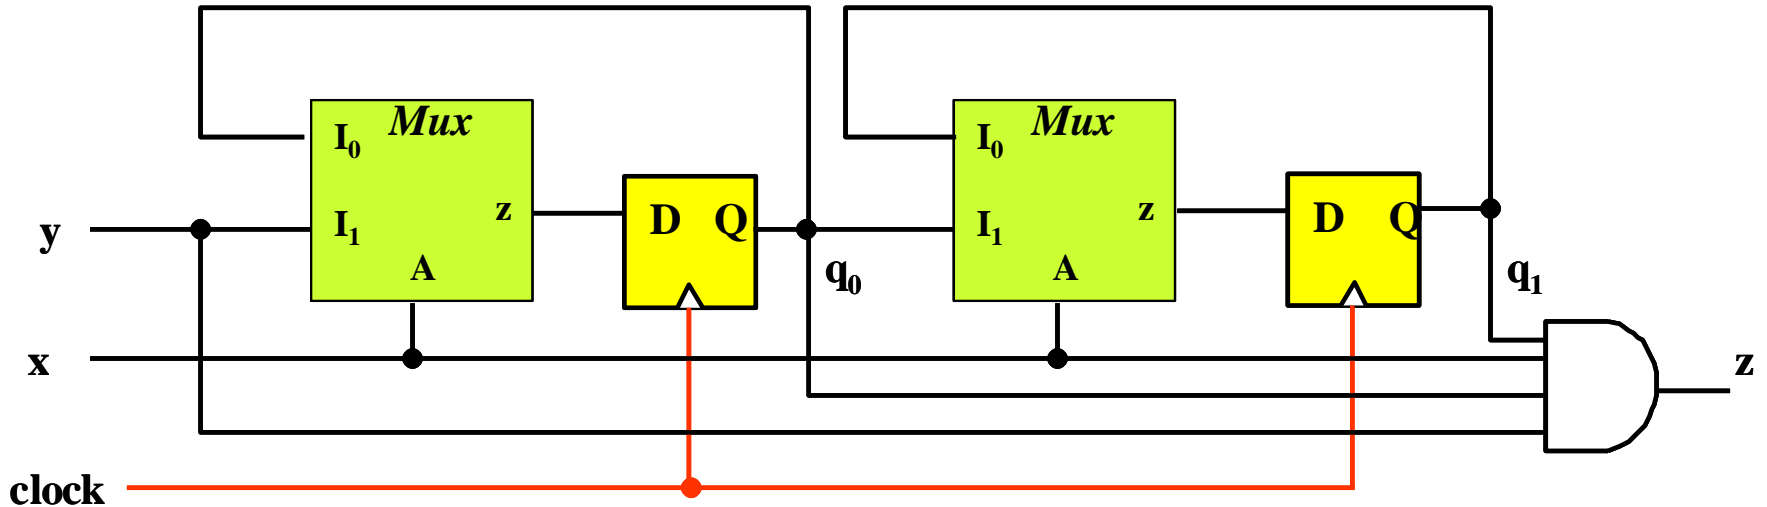 Mux
I₀
I₁
z
A
D Q
q₀
Mux
I₀
I₁
z
A
D Q
q₁
y
x
z
clock